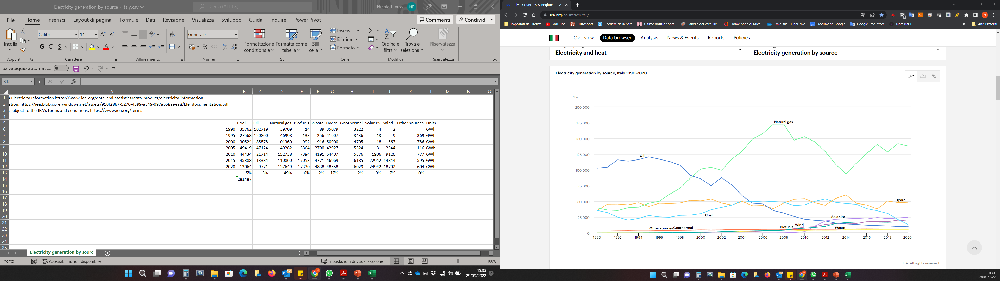 Electricity generation by source - Italy.csv
Cerca (ALT+X)
Nicola Pierro
NP
File Home Inserisci Layout di pagina Formule Dati Revisione Visualizza Sviluppo Guida Inquire Power Pivot
Commenti Condividi
Incolla
Calibri 11
G C S
Generale
% 000
Formattazione condizionale
Formatta come tabella
Stili cella
Inserisci
Elimina
Formato
Ordina e filtra
Trova e seleziona
Riservatezza
Appunti Carattere Allineamento Numeri Stili Celle Modifica Riservatezza
Salvataggio automatico
B15 fx
A B C D E F G H I J K L M N O
1 A Electricity Information https://www.iea.org/data-and-statistics/data-product/electricity-information
2 ation: https://iea.blob.core.windows.net/assets/910f28b7-5276-4599-a349-097ab58aeea8/Ele_documentation.pdf
3 s subject to the IEA's terms and conditions: https://www.iea.org/terms
4
5 Coal Oil Natural gas Biofuels Waste Hydro Geothermal Solar PV Wind Other sources Units
6 1990 35762 102719 39709 14 89 35079 3222 4 2 GWh
7 1995 27568 120800 46998 133 256 41907 3436 13 9 369 GWh
8 2000 30524 85878 101360 992 916 50900 4705 18 563 786 GWh
9 2005 49419 47124 149262 3364 2790 42927 5324 31 2344 1116 GWh
10 2010 44434 21714 152738 7394 4191 54407 5376 1906 9126 777 GWh
11 2015 45388 13384 110860 17053 4771 46969 6185 22942 14844 595 GWh
12 2020 13064 9771 137649 17330 4838 48558 6029 24942 18702 604 GWh
13 5% 3% 49% 6% 2% 17% 2% 9% 7% 0%
14 281487
15
16
17
18
19
20
21
22
23
24
25
Electricity generation by sourc
Pronto Accessibilità: non disponibile Impostazioni di visualizzazione 100%
15:35
29/09/2022
2
Italy - Countries & Regions - IEA
iea.org/countries/italy
Importati da Firefox YouTube Tuttosport Corriere della Sera Ultime notizie sport... Tabella dei verbi irr... Home page di Micr... I miei file - OneDrive Documenti Google Google Traduttore Namirial TSP » Altri Preferiti
Overview Data browser Analysis News & Events Reports Policies
Electricity and heat
Electricity generation by source
Electricity generation by source, Italy 1990-2020
%
GWh
200 000
175 000
150 000
125 000
100 000
75 000
50 000
25 000
0
Natural gas
Oil
Hydro
Coal
Solar PV
Wind
Biofuels
Waste
Other sources
Geothermal
1990 1992 1994 1996 1998 2000 2002 2004 2006 2008 2010 2012 2014 2016 2018 2020
IEA. All rights reserved.
15:35
29/09/2022